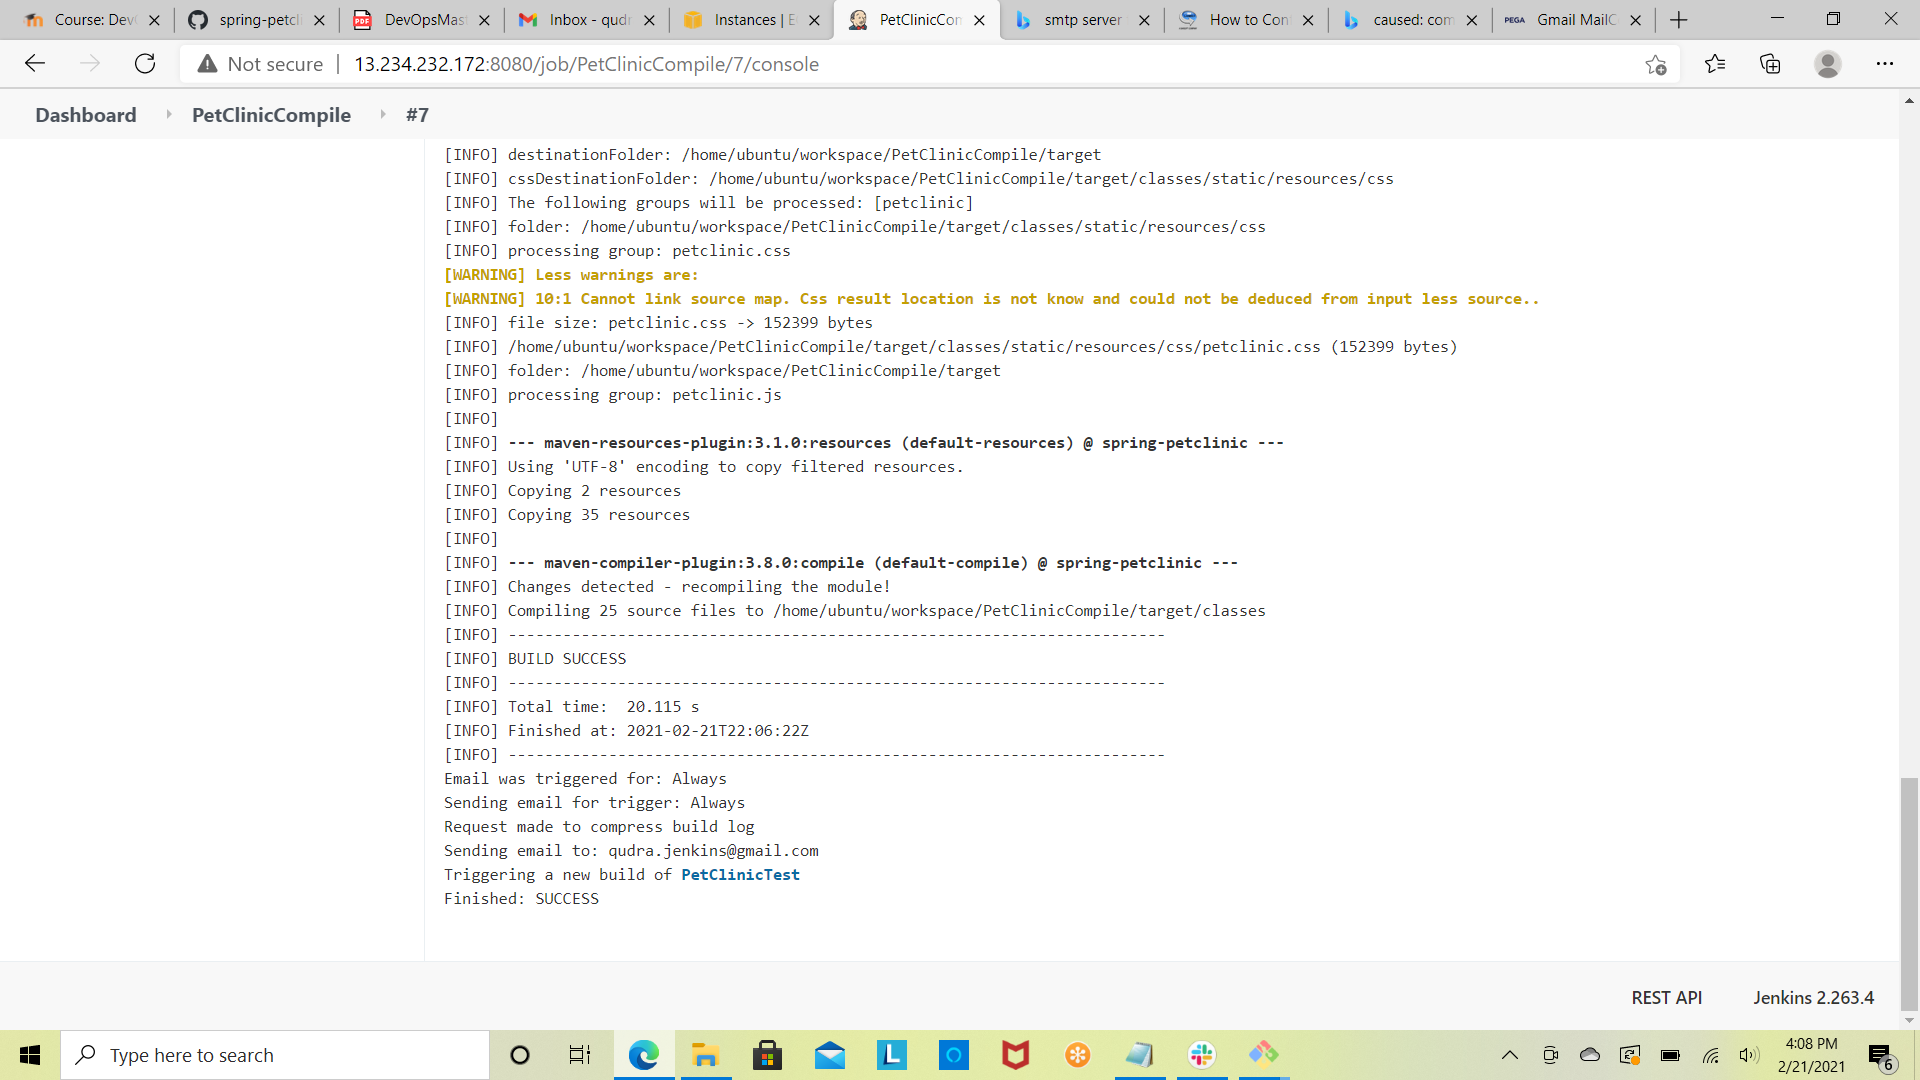 Course: Dev
spring-petcli
DevOpsMas
Inbox - qudr
Instances | E
PetClinicCom
smtp server
How to Con
caused: com
PEGA
Gmail MailC
Not secure | 13.234.232.172:8080/job/PetClinicCompile/7/console
Dashboard
PetClinicCompile
#7
[INFO] destinationFolder: /home/ubuntu/workspace/PetClinicCompile/target
[INFO] cssDestinationFolder: /home/ubuntu/workspace/PetClinicCompile/target/classes/static/resources/css
[INFO] The following groups will be processed: [petclinic]
[INFO] folder: /home/ubuntu/workspace/PetClinicCompile/target/classes/static/resources/css
[INFO] processing group: petclinic.css
[WARNING] Less warnings are:
[WARNING] 10:1 Cannot link source map. Css result location is not know and could not be deduced from input less source..
[INFO] file size: petclinic.css -> 152399 bytes
[INFO] /home/ubuntu/workspace/PetClinicCompile/target/classes/static/resources/css/petclinic.css (152399 bytes)
[INFO] folder: /home/ubuntu/workspace/PetClinicCompile/target
[INFO] processing group: petclinic.js
[INFO]
[INFO] --- maven-resources-plugin:3.1.0:resources (default-resources) @ spring-petclinic ---
[INFO] Using 'UTF-8' encoding to copy filtered resources.
[INFO] Copying 2 resources
[INFO] Copying 35 resources
[INFO]
[INFO] --- maven-compiler-plugin:3.8.0:compile (default-compile) @ spring-petclinic ---
[INFO] Changes detected - recompiling the module!
[INFO] Compiling 25 source files to /home/ubuntu/workspace/PetClinicCompile/target/classes
[INFO] ------------------------------------------------------------------------
[INFO] BUILD SUCCESS
[INFO] ------------------------------------------------------------------------
[INFO] Total time:  20.115 s
[INFO] Finished at: 2021-02-21T22:06:22Z
[INFO] ------------------------------------------------------------------------
Email was triggered for: Always
Sending email for trigger: Always
Request made to compress build log
Sending email to: qudra.jenkins@gmail.com
Triggering a new build of PetClinicTest
Finished: SUCCESS
REST API
Jenkins 2.263.4
Type here to search
4:08 PM
2/21/2021
6